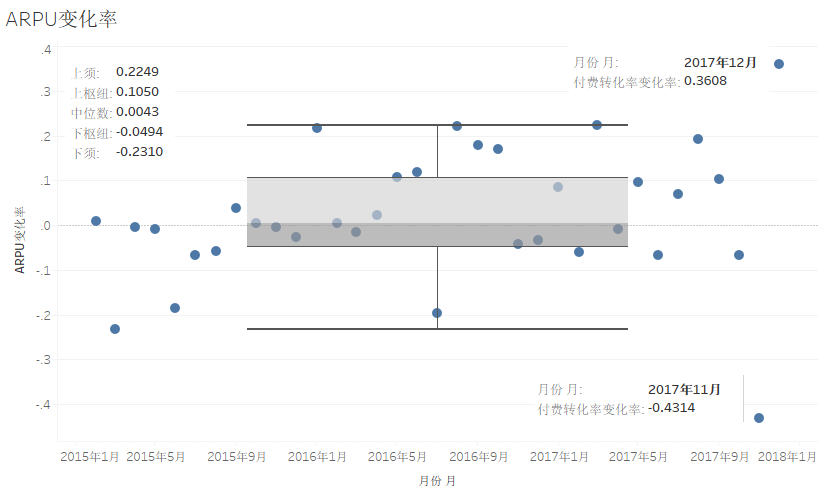 ARPU变化率
.4
.3
.2
.1
.0
-.1
-.2
-.3
-.4
ARPU变化率
上须: 0.2249
上枢纽: 0.1050
中位数: 0.0043
下枢纽: -0.0494
下须: -0.2310
月份 月: 2017年12月
付费转化率变化率: 0.3608
月份 月: 2017年11月
付费转化率变化率: -0.4314
2015年1月 2015年5月 2015年9月 2016年1月 2016年5月 2016年9月 2017年1月 2017年5月 2017年9月 2018年1月
月份 月